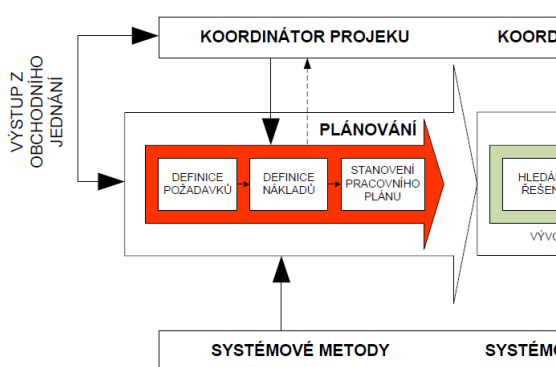 KOORDINÁTOR PROJEKU
VÝSTUP Z
OBCHODNÍHO
JEDNÁNÍ
PLÁNOVÁNÍ
DEFINICE
POŽADAVKŮ
DEFINICE
NÁKLADŮ
STANOVENÍ
PRACOVNÍHO
PLÁNU
SYSTÉMOVÉ METODY